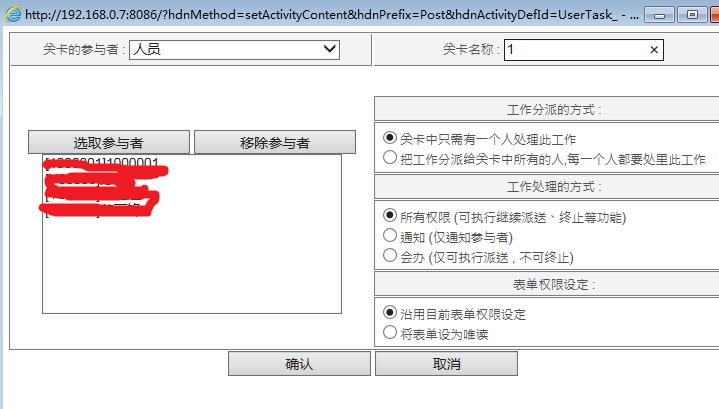 http://192.168.0.7:8086/?hdnMethod=setActivityContent&hdnPrefix=Post&hdnActivityDefId=UserTask_ - ...
关卡的参与者 : 人员
关卡名称 : 1
选取参与者 移除参与者
1000001
工作分派的方式 :
关卡中只需有一个人处理此工作
把工作分派给关卡中所有的人,每一个人都要处里此工作
工作处理的方式 :
所有权限 (可执行继续派送、终止等功能)
通知 (仅通知参与者)
会办 (仅可执行派送 , 不可终止)
表单权限设定 :
沿用目前表单权限设定
将表单设为唯读
确认 取消